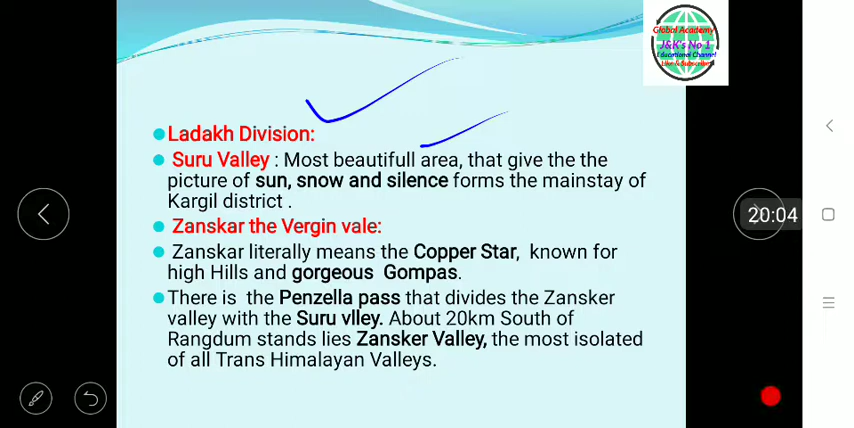 Global Academy
J&K's No 1
Educational Channel
Like & Subscribe
Ladakh Division:
Suru Valley : Most beautifull area, that give the the
picture of sun, snow and silence forms the mainstay of
Kargil district .
Zanskar the Vergin vale:
Zanskar literally means the Copper Star, known for
high Hills and gorgeous Gompas.
There is the Penzella pass that divides the Zansker
valley with the Suru vlley. About 20km South of
Rangdum stands lies Zansker Valley, the most isolated
of all Trans Himalayan Valleys.
20:04